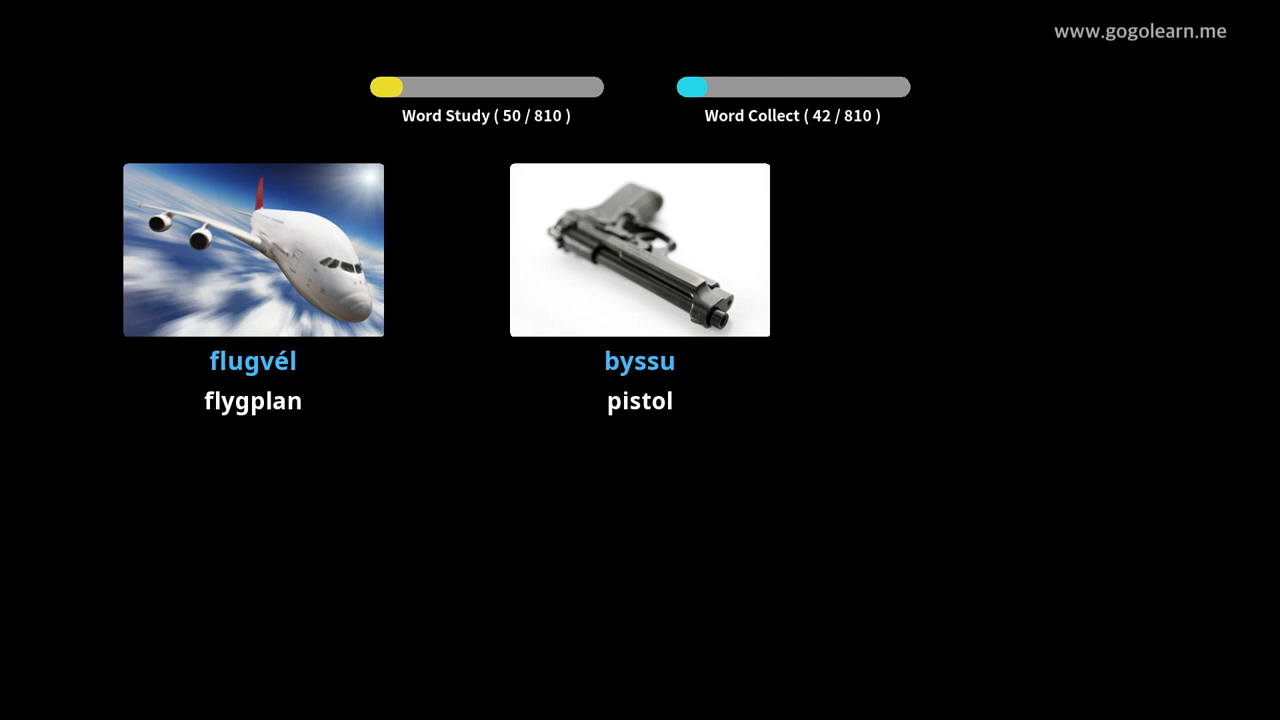 www.gogolearn.me
Word Study ( 50 / 810 )
Word Collect ( 42 / 810 )
flugvél
flygplan
byssu
pistol